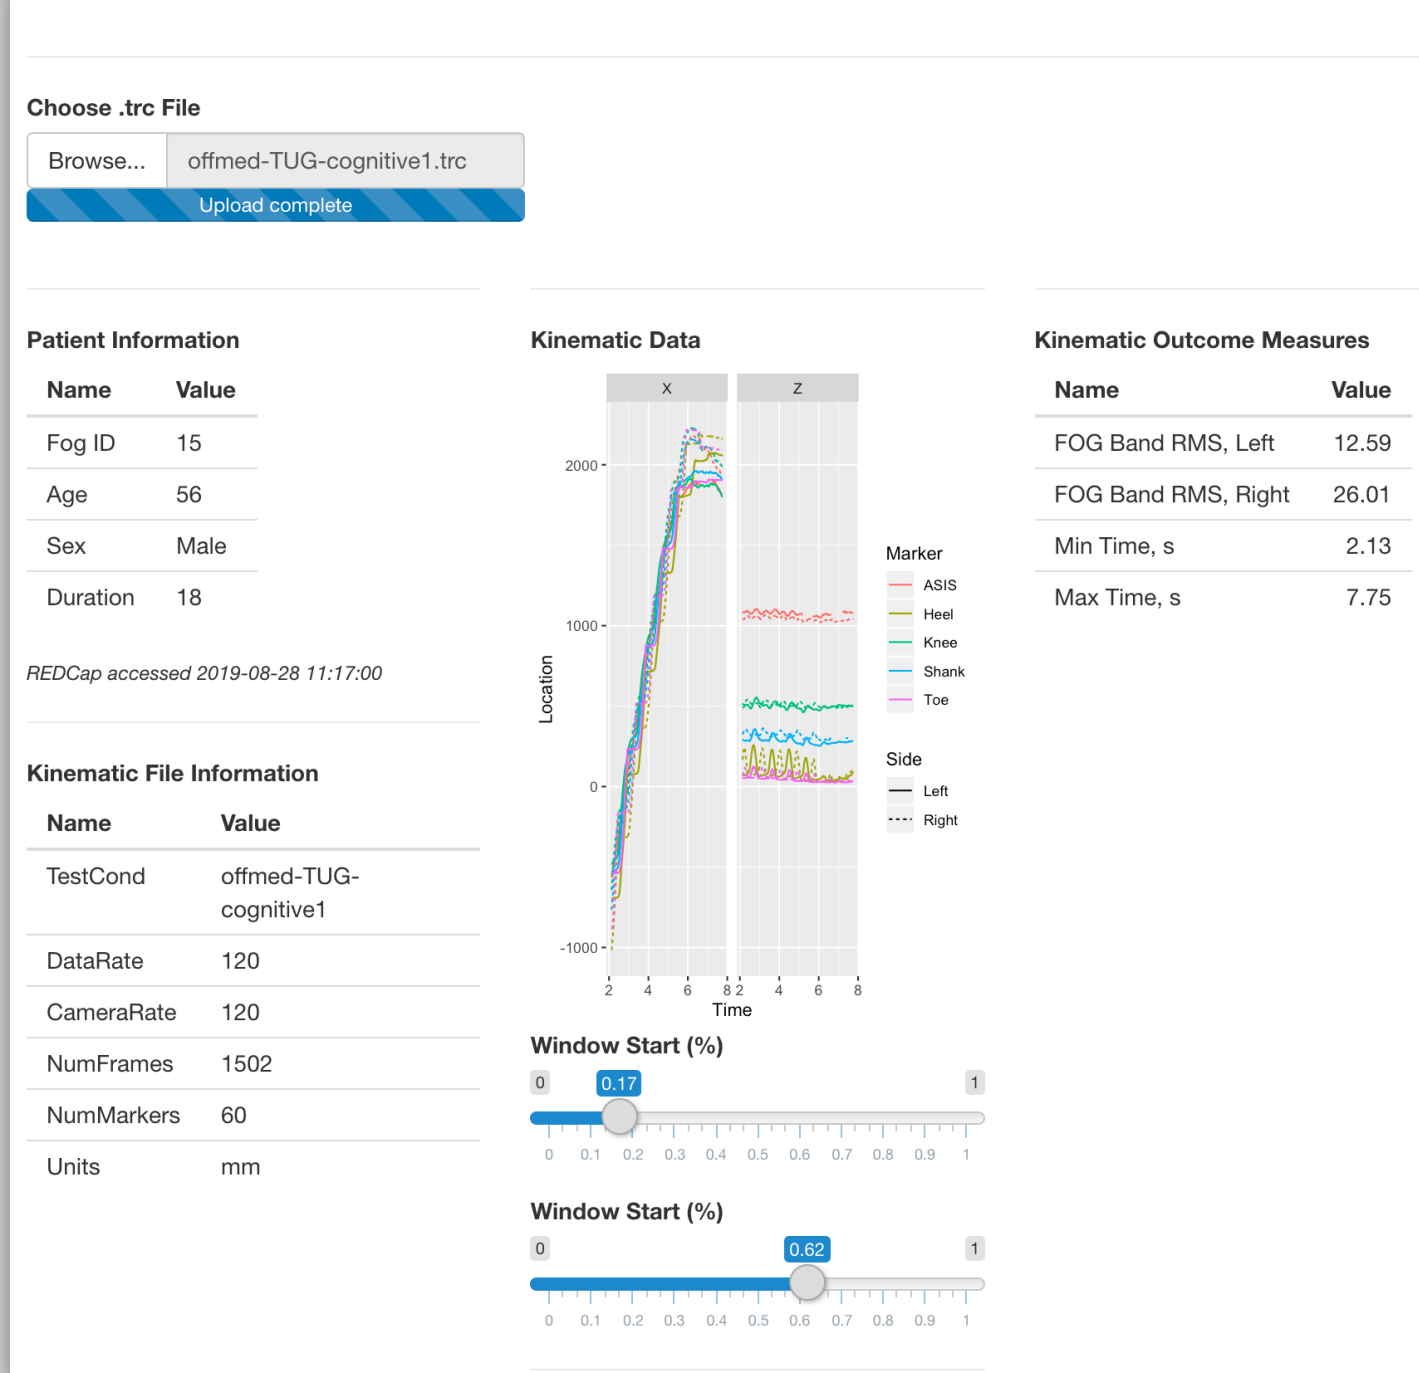 Choose .trc File
Browse... offmed-TUG-cognitive1.trc
Upload complete
Patient Information
Name Value
Fog ID 15
Age 56
Sex Male
Duration 18
REDCap accessed 2019-08-28 11:17:00
Kinematic File Information
Name Value
TestCond offmed-TUG-
cognitive1
DataRate 120
CameraRate 120
NumFrames 1502
NumMarkers 60
Units mm
Kinematic Data
X Z
2000
1000
0
-1000
Location
2 4 6 8 2 4 6 8
Time
Marker
ASIS
Heel
Knee
Shank
Toe
Side
Left
Right
Window Start (%)
0 0.17 1
0 0.1 0.2 0.3 0.4 0.5 0.6 0.7 0.8 0.9 1
Window Start (%)
0 0.62 1
0 0.1 0.2 0.3 0.4 0.5 0.6 0.7 0.8 0.9 1
Kinematic Outcome Measures
Name Value
FOG Band RMS, Left 12.59
FOG Band RMS, Right 26.01
Min Time, s 2.13
Max Time, s 7.75